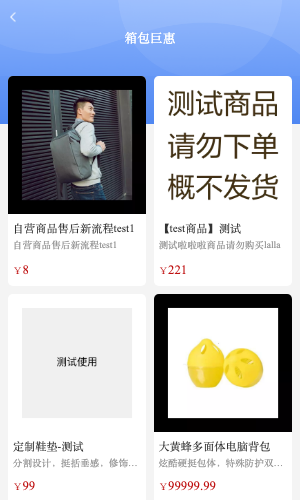 箱包巨惠
测试商品
请勿下单
概不发货
自营商品售后新流程test1
自营商品售后新流程test1
¥8
【test商品】测试
测试啦啦啦商品请勿购买lalla
¥221
测试使用
定制鞋垫-测试
分割设计，挺括垂感，修饰...
¥99
大黄蜂多面体电脑背包
炫酷硬挺包体，特殊防护双...
¥99999.99